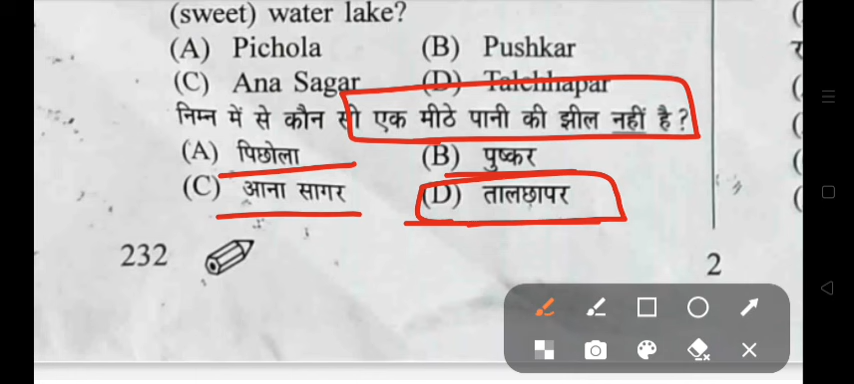 (sweet) water lake?
(A) Pichola (B) Pushkar
(C) Ana Sagar (D) Talchhapar
निम्न में से कौन सी एक मीठे पानी की झील नहीं है?
(A) पिछोला (B) पुष्कर
(C) आना सागर (D) तालछापर
232 2